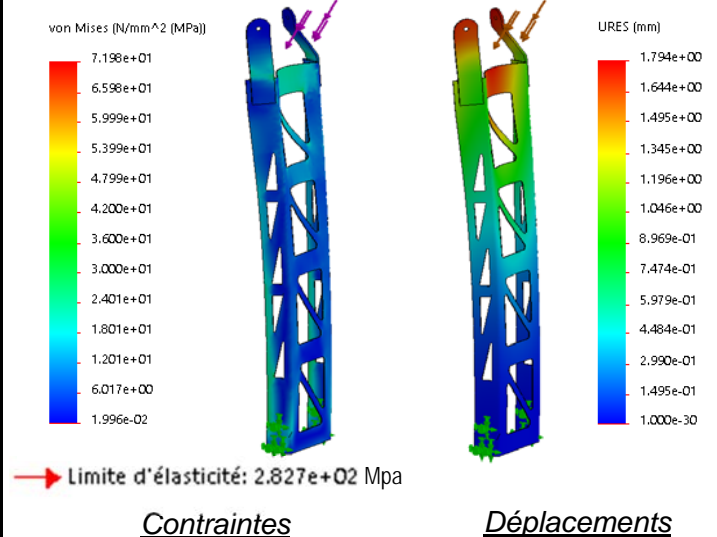 von Mises (N/mm^2 (MPa))
7.198e+01
6.598e+01
5.999e+01
5.399e+01
4.799e+01
4.200e+01
3.600e+01
3.000e+01
2.401e+01
1.801e+01
1.201e+01
6.017e+00
1.996e-02
Limite d'élasticité: 2.827e+02 Mpa
Contraintes
URES (mm)
1.794e+00
1.644e+00
1.495e+00
1.345e+00
1.196e+00
1.046e+00
8.969e-01
7.474e-01
5.979e-01
4.484e-01
2.990e-01
1.495e-01
1.000e-30
Déplacements